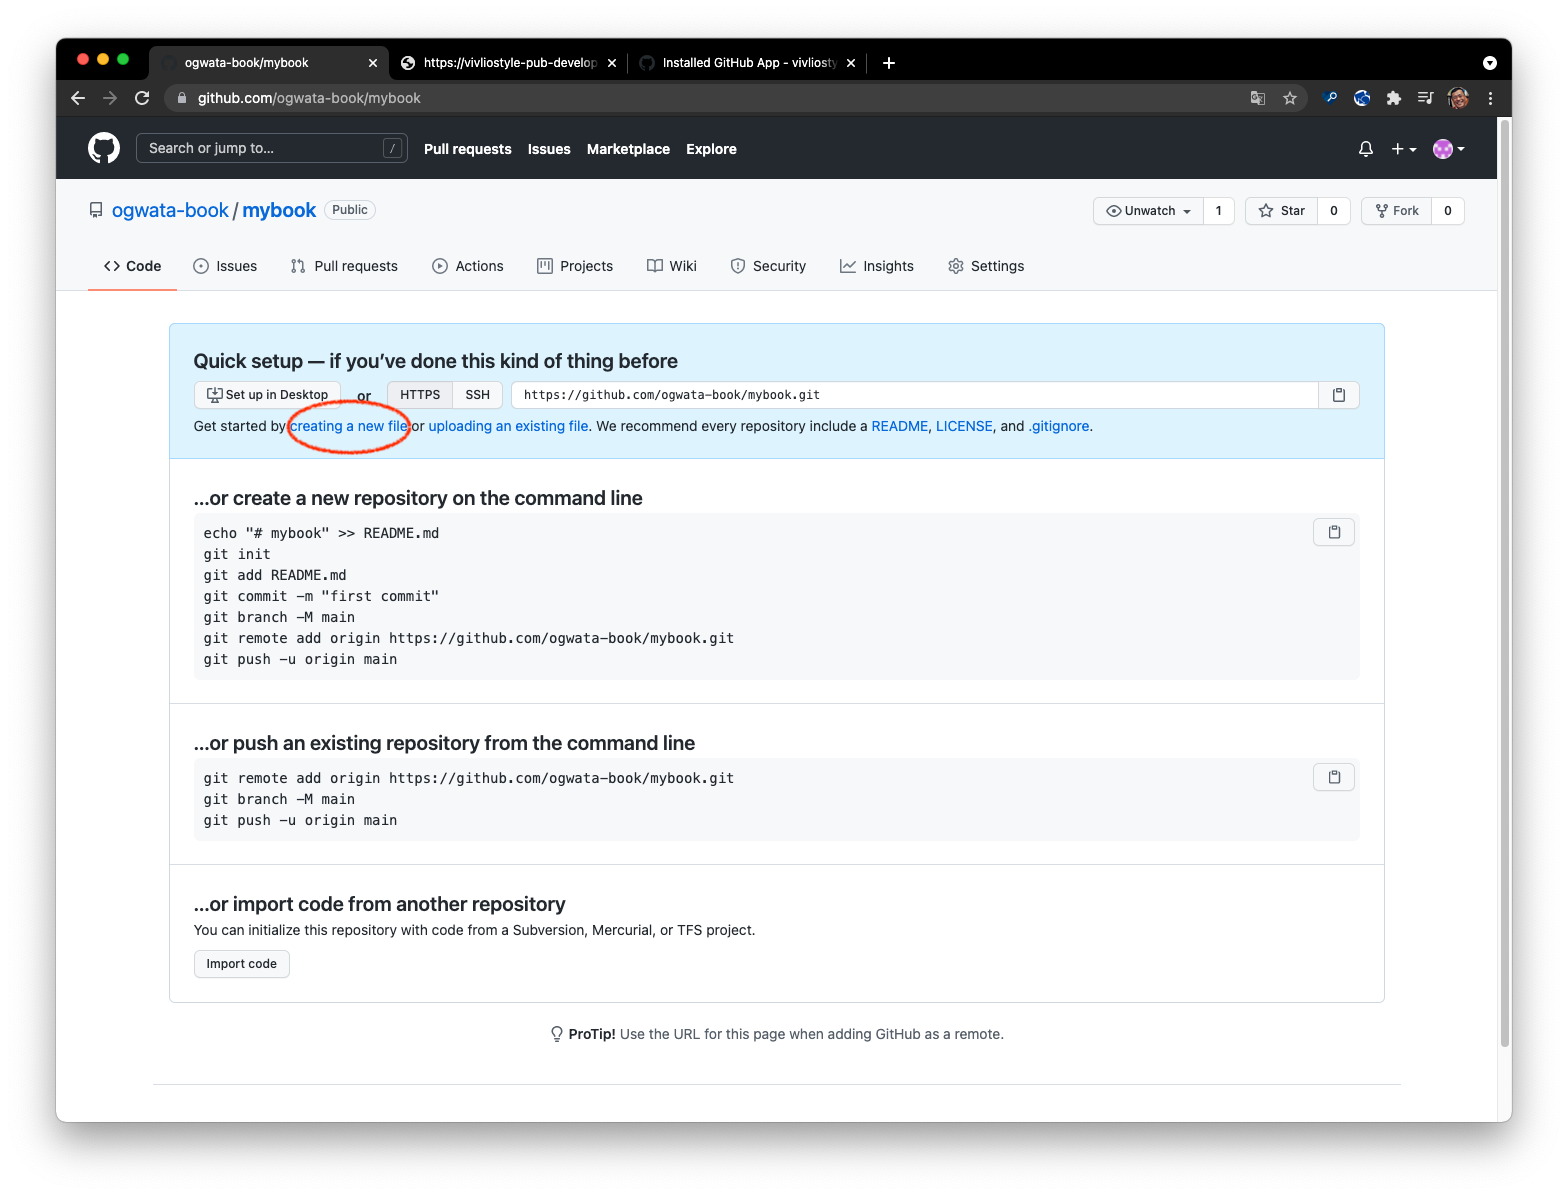 ogwata-book/mybook
https://vivliostyle-pub-develop
Installed GitHub App - vivliosty
github.com/ogwata-book/mybook
Search or jump to... /
Pull requests Issues Marketplace Explore
ogwata-book / mybook Public
Unwatch 1 Star 0 Fork 0
Code Issues Pull requests Actions Projects Wiki Security Insights Settings
Quick setup — if you’ve done this kind of thing before
Set up in Desktop or HTTPS SSH https://github.com/ogwata-book/mybook.git
Get started by creating a new file or uploading an existing file. We recommend every repository include a README, LICENSE, and .gitignore.
…or create a new repository on the command line
echo "# mybook" >> README.md
git init
git add README.md
git commit -m "first commit"
git branch -M main
git remote add origin https://github.com/ogwata-book/mybook.git
git push -u origin main
…or push an existing repository from the command line
git remote add origin https://github.com/ogwata-book/mybook.git
git branch -M main
git push -u origin main
…or import code from another repository
You can initialize this repository with code from a Subversion, Mercurial, or TFS project.
Import code
ProTip! Use the URL for this page when adding GitHub as a remote.